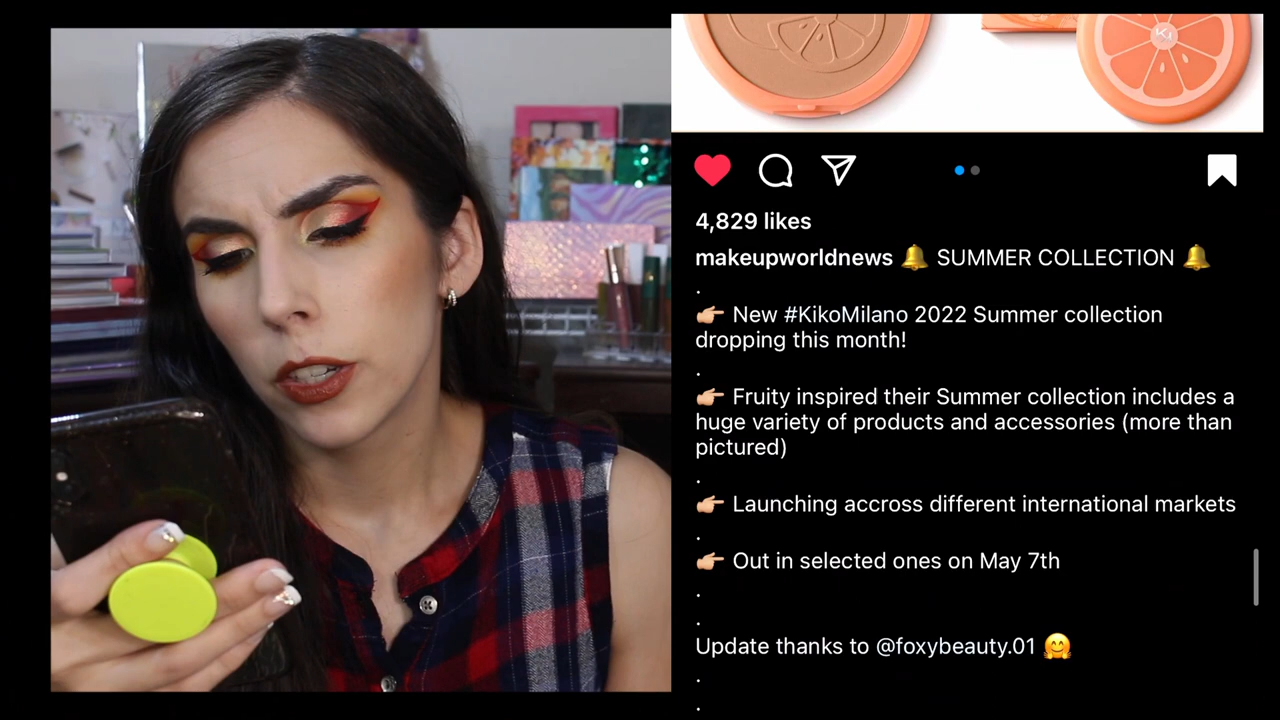 Ki
4,829 likes
makeupworldnews 🔔 SUMMER COLLECTION 🔔
.
👉🏼 New #KikoMilano 2022 Summer collection
dropping this month!
.
👉🏼 Fruity inspired their Summer collection includes a
huge variety of products and accessories (more than
pictured)
.
👉🏼 Launching accross different international markets
.
👉🏼 Out in selected ones on May 7th
.
.
Update thanks to @foxybeauty.01 🤗
.
.